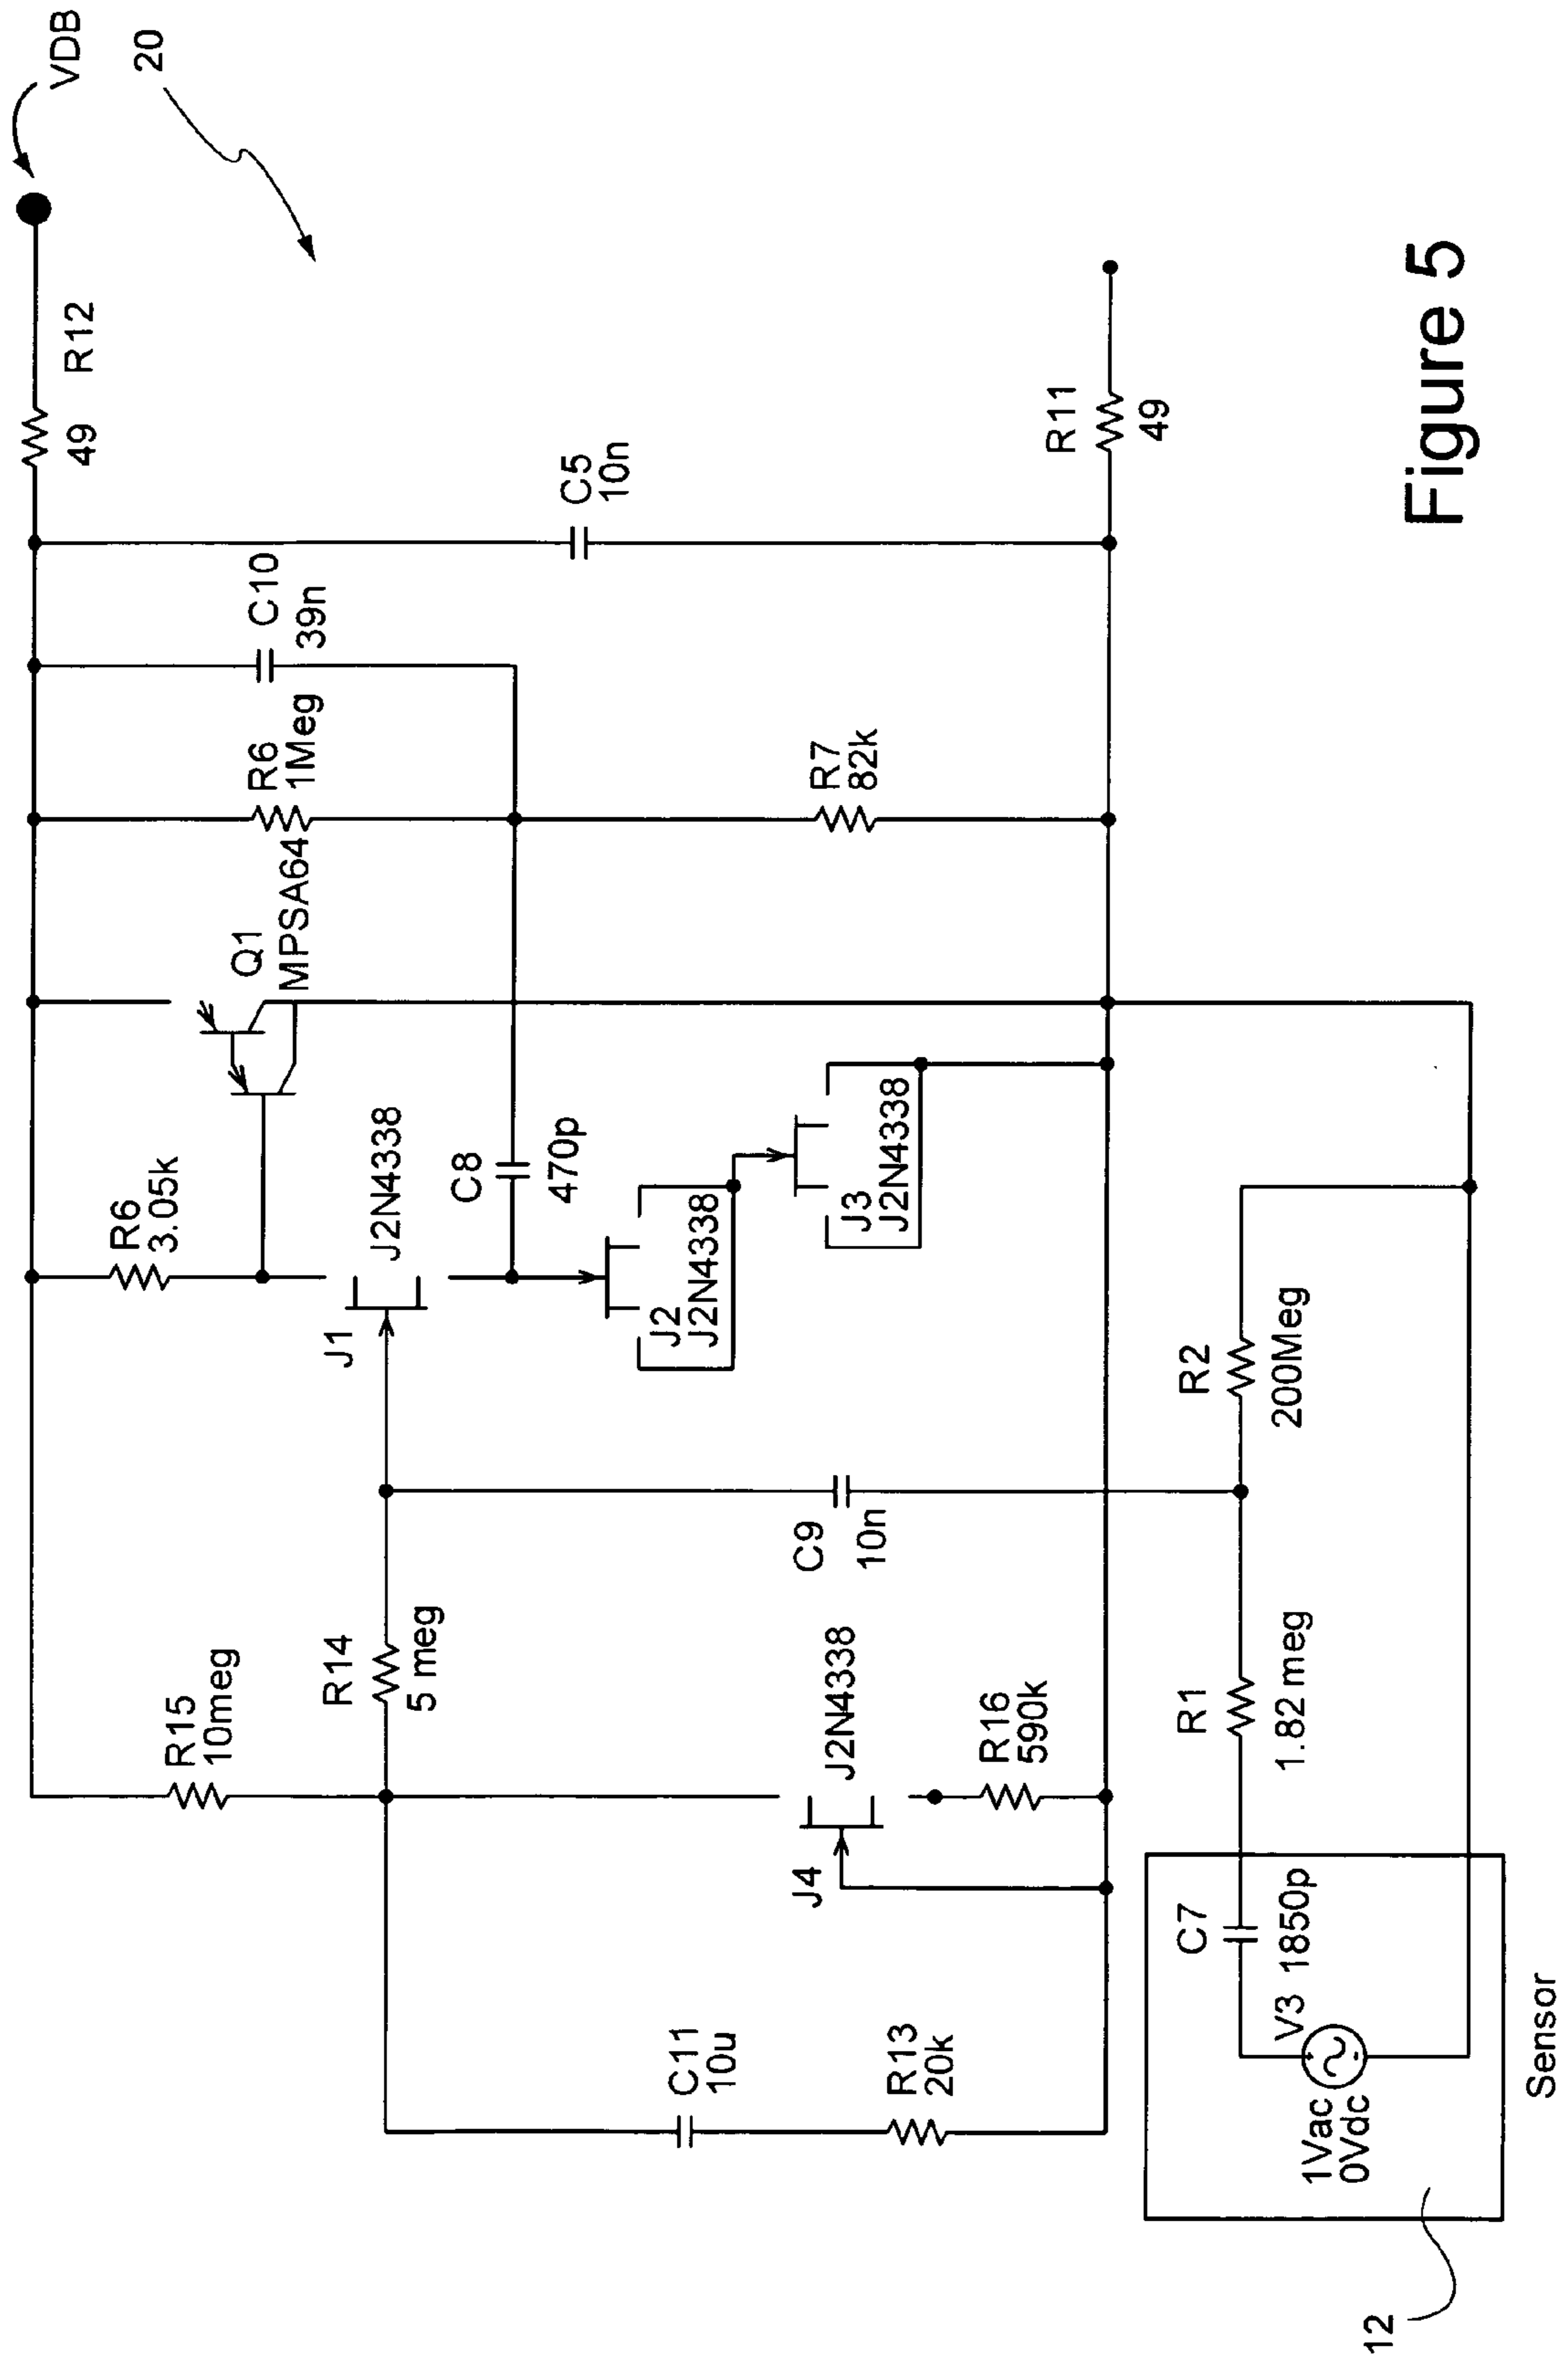 VDB
20
R12
49
C10
39n
C5
10n
R6
1Meg
Q1
MPSA64
R6
3.05k
J1
J2N4338
C8
470p
R7
82k
R11
49
J2
J2N4338
J3
J2N4338
R15
10meg
R14
5 meg
C9
10n
J4
J2N4338
R16
590k
C11
10u
R13
20k
R2
200Meg
R1
1.82 meg
C7
1850p
V3
1Vac
0Vdc
Sensor
12
Figure 5